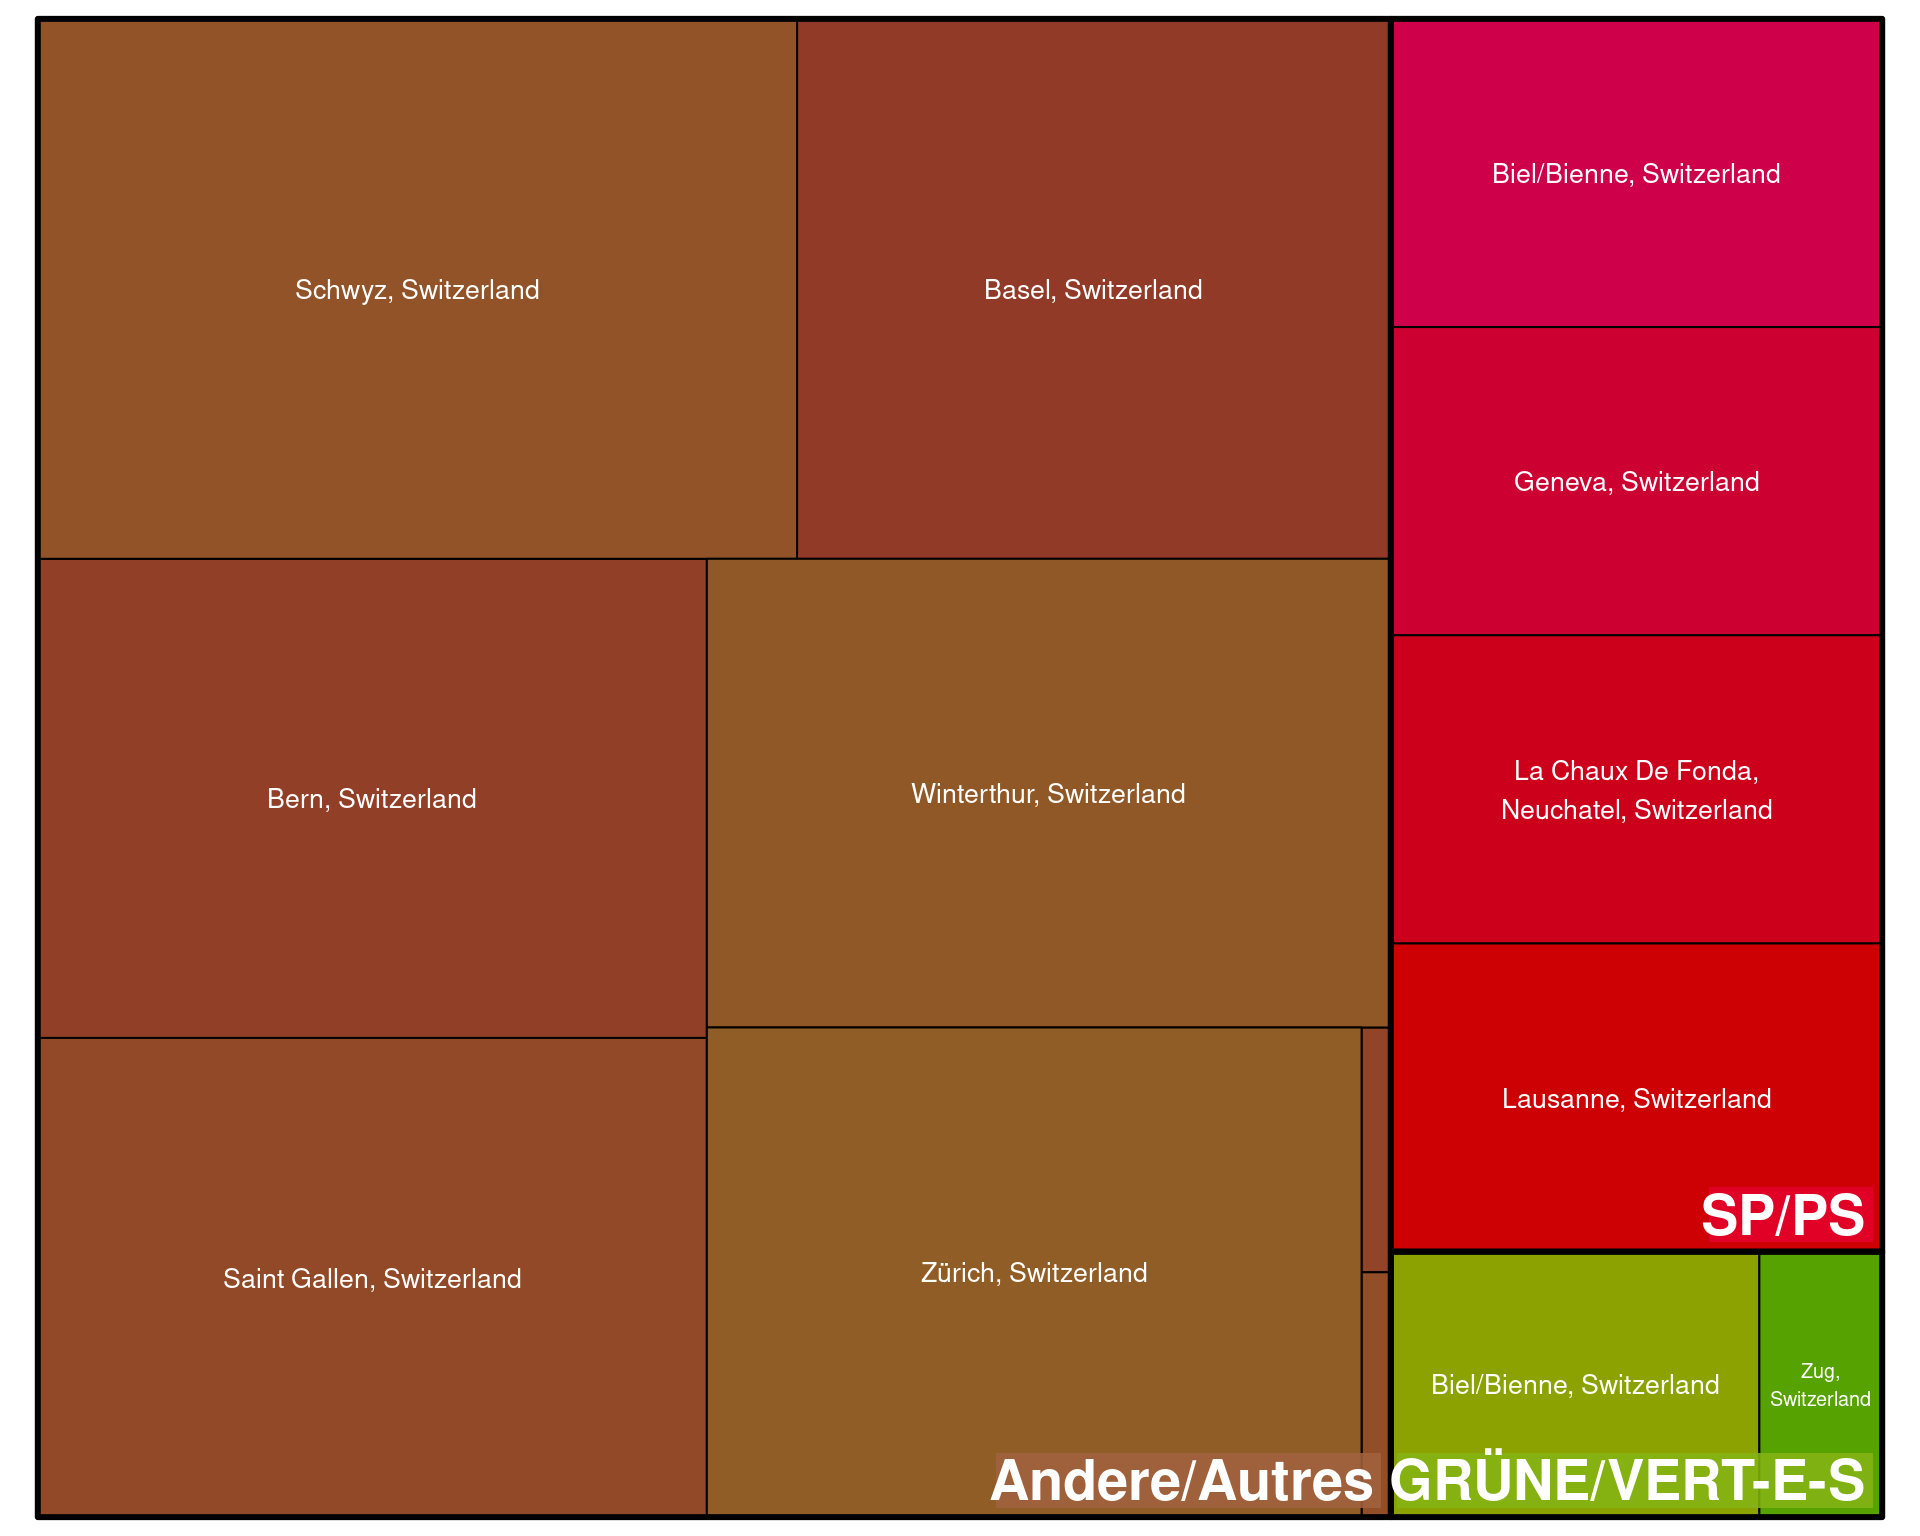 Schwyz, Switzerland
Basel, Switzerland
Bern, Switzerland
Winterthur, Switzerland
Saint Gallen, Switzerland
Zürich, Switzerland
Andere/Autres
Biel/Bienne, Switzerland
Geneva, Switzerland
La Chaux De Fonda,
Neuchatel, Switzerland
Lausanne, Switzerland
SP/PS
Biel/Bienne, Switzerland
Zug,
Switzerland
GRÜNE/VERT-E-S